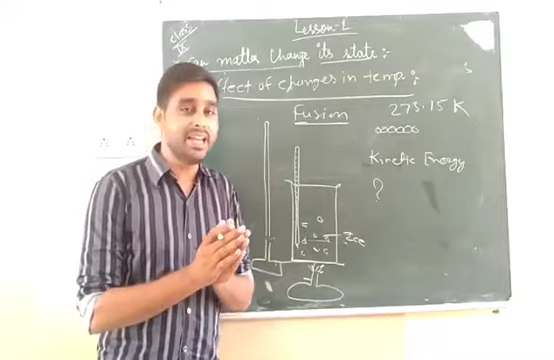 Lesson-1
Class:
IX
Can matter change its state:-
effect of changes in temp.:-
Fusion
273.15 K
Kinetic Energy
?
Ice